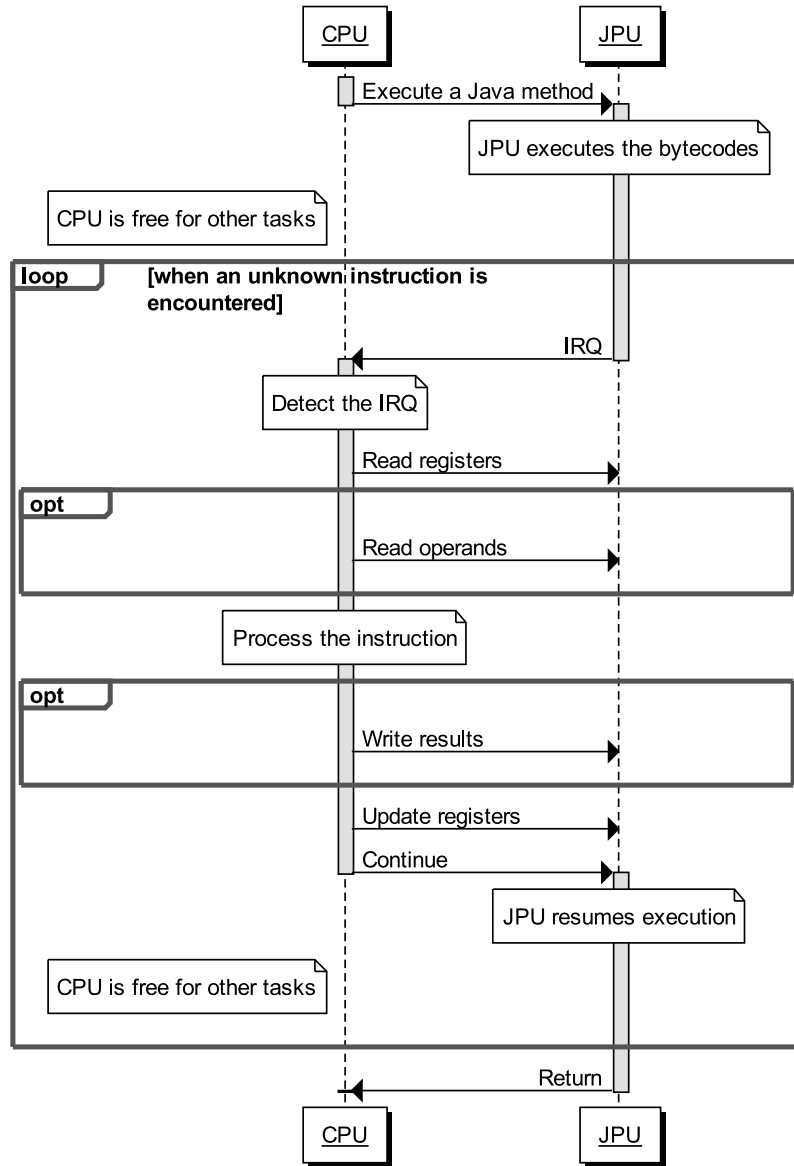 CPU
JPU
Execute a Java method
JPU executes the bytecodes
CPU is free for other tasks
loop
[when an unknown instruction is
encountered]
IRQ
Detect the IRQ
Read registers
opt
Read operands
Process the instruction
opt
Write results
Update registers
Continue
JPU resumes execution
CPU is free for other tasks
Return
CPU
JPU